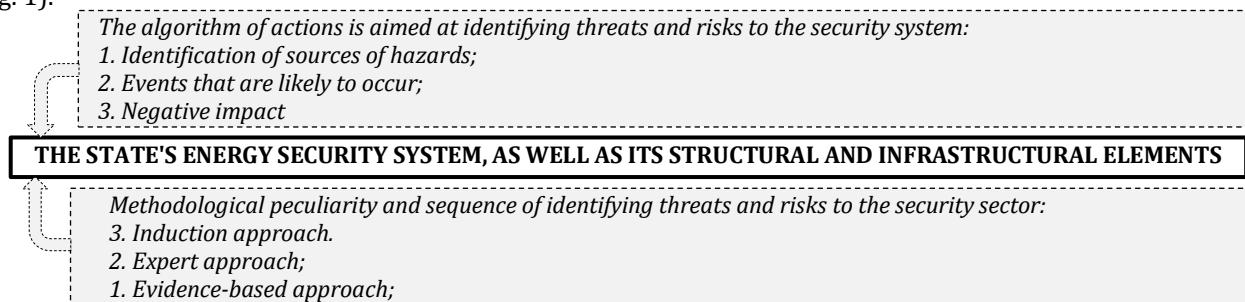 g. 1).
The algorithm of actions is aimed at identifying threats and risks to the security system:
1. Identification of sources of hazards;
2. Events that are likely to occur;
3. Negative impact
THE STATE'S ENERGY SECURITY SYSTEM, AS WELL AS ITS STRUCTURAL AND INFRASTRUCTURAL ELEMENTS
Methodological peculiarity and sequence of identifying threats and risks to the security sector:
3. Induction approach.
2. Expert approach;
1. Evidence-based approach;